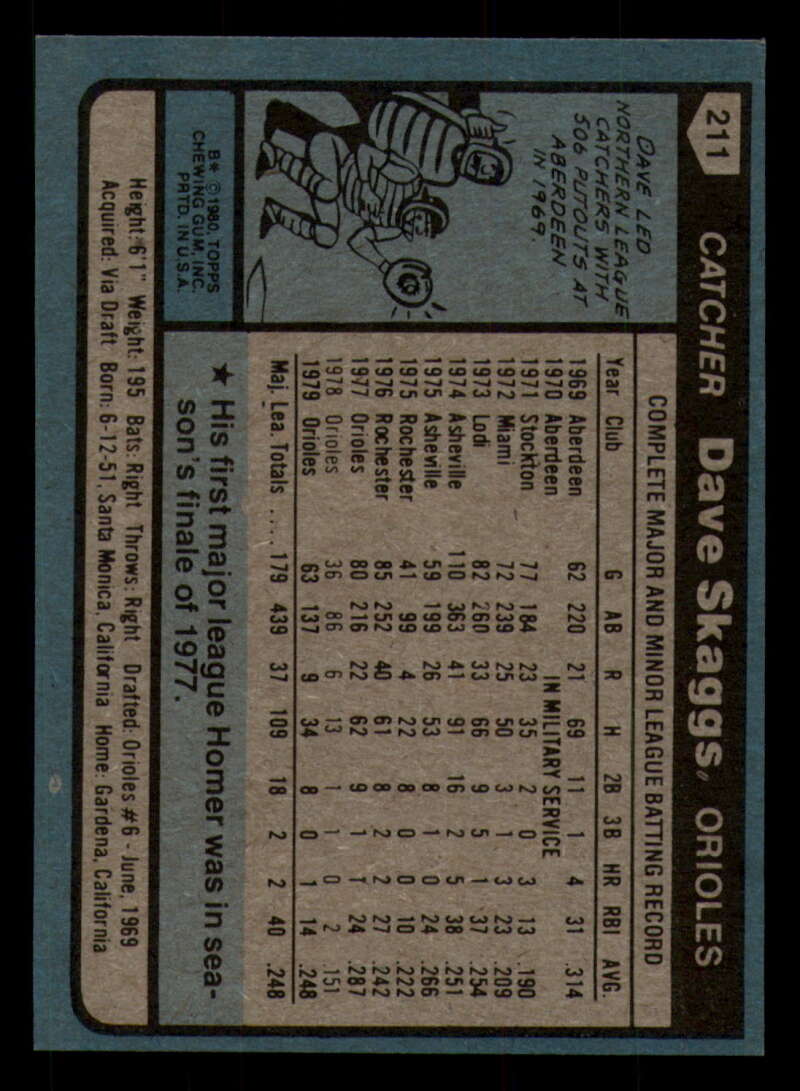 211
CATCHER Dave Skaggs, ORIOLES
DAVE LED
NORTHERN LEAGUE
CATCHERS WITH
506 PUTOUTS AT
ABERDEEN
IN 1969.
B* © 1980, TOPPS
CHEWING GUM, INC.
PRTD. IN U.S.A.
COMPLETE MAJOR AND MINOR LEAGUE BATTING RECORD
Year Club G AB R H 2B 3B HR RBI AVG.
1969 Aberdeen 62 220 21 69 11 1 4 31 .314
1970 Aberdeen IN MILITARY SERVICE
1971 Stockton 77 184 23 35 2 0 3 13 .190
1972 Miami 72 239 25 50 3 1 3 23 .209
1973 Lodi 82 260 33 66 9 5 1 37 .254
1974 Asheville 110 363 41 91 16 2 5 38 .251
1975 Asheville 59 199 26 53 8 1 0 24 .266
1975 Rochester 41 99 4 22 8 0 0 10 .222
1976 Rochester 85 252 40 61 8 2 2 27 .242
1977 Orioles 80 216 22 62 9 1 1 24 .287
1978 Orioles 36 86 6 13 1 1 0 2 .151
1979 Orioles 63 137 9 34 8 0 1 14 .248
Maj. Lea. Totals .... 179 439 37 109 18 2 2 40 .248
★ His first major league Homer was in sea-
son's finale of 1977.
Height: 6'1" Weight: 195 Bats: Right Throws: Right Drafted: Orioles #6 - June, 1969
Acquired: Via Draft Born: 6-12-51, Santa Monica, California Home: Gardena, California